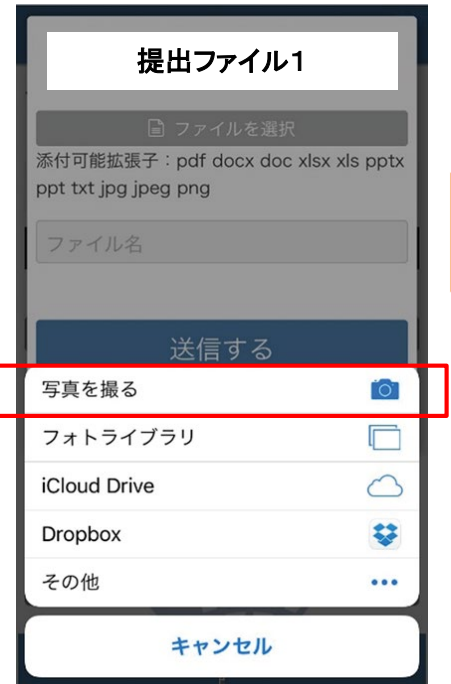 提出ファイル1
ファイルを選択
添付可能拡張子:pdf docx doc xlsx xls pptx
ppt txt jpg jpeg png
ファイル名
送信する
写真を撮る
フォトライブラリ
iCloud Drive
Dropbox
その他
キャンセル